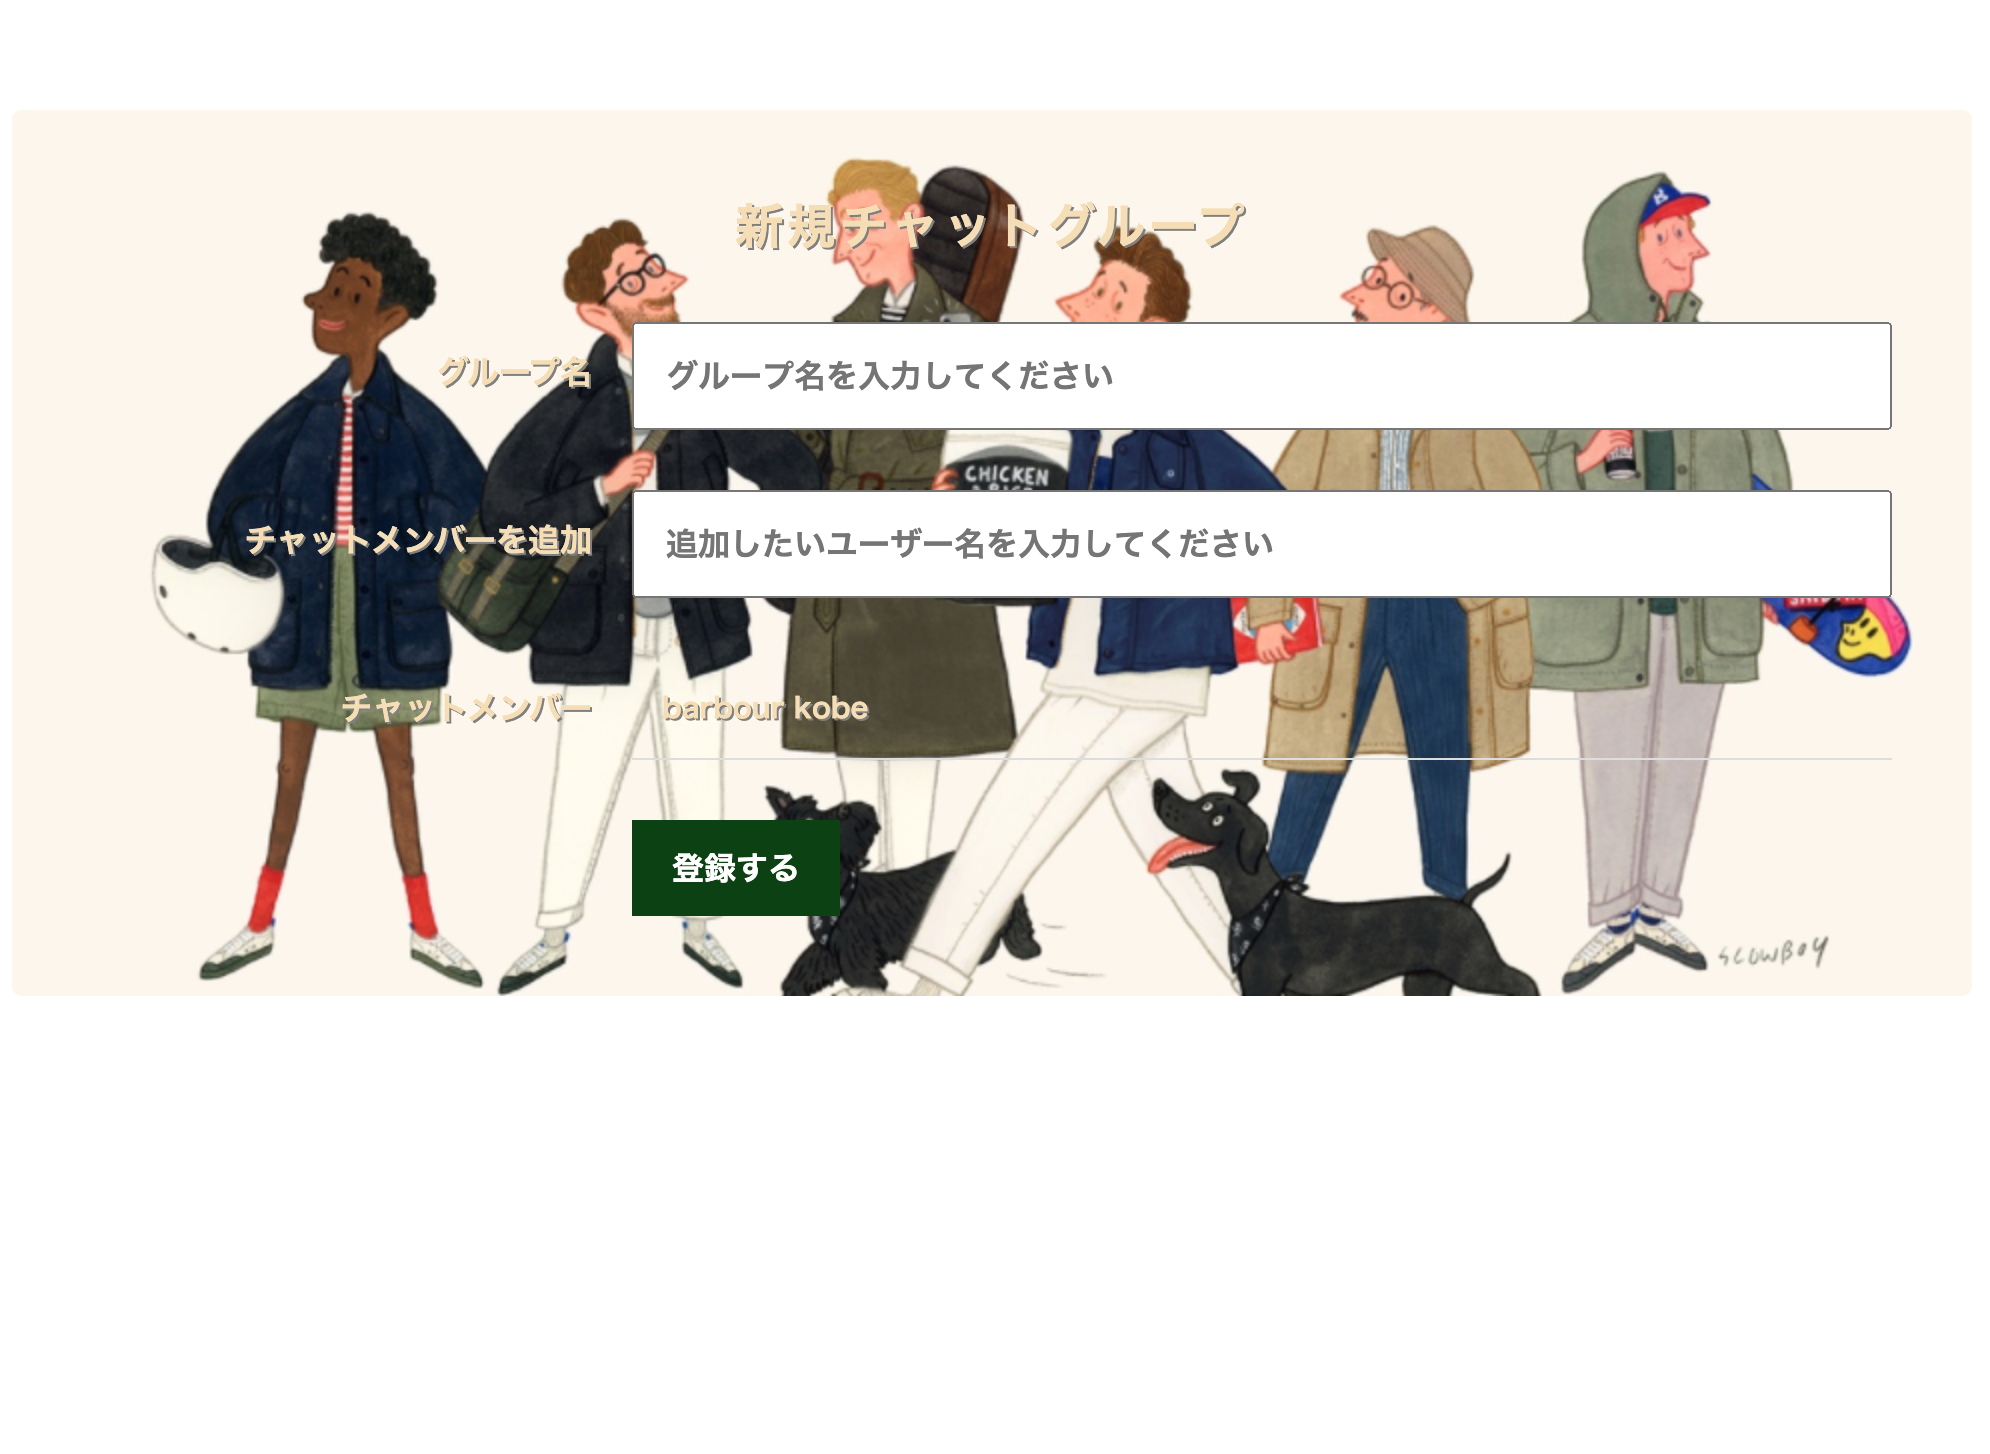 新規チャットグループ
グループ名
グループ名を入力してください
CHICKEN
チャットメンバーを追加
追加したいユーザー名を入力してください
チャットメンバー
barbour kobe
登録する
SLOWBOY